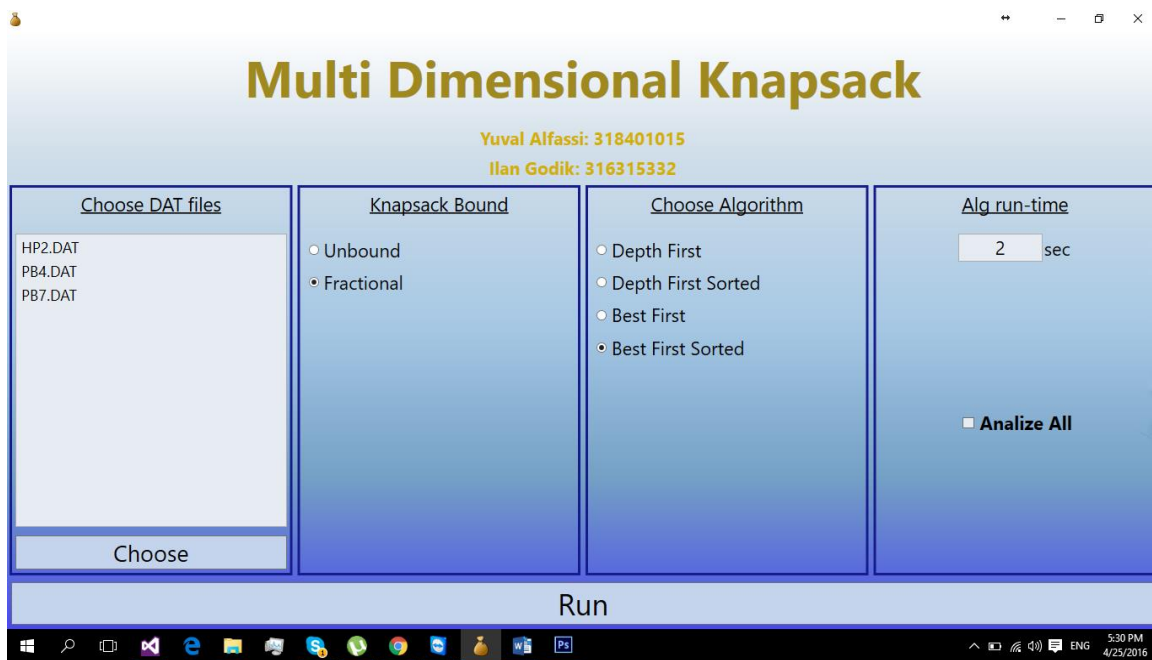 Multi Dimensional Knapsack
Yuval Alfassi: 318401015
Ilan Godik: 316315332
Choose DAT files
HP2.DAT
PB4.DAT
PB7.DAT
Choose
Knapsack Bound
Unbound
Fractional
Choose Algorithm
Depth First
Depth First Sorted
Best First
Best First Sorted
Alg run-time
2 sec
Analize All
Run
Ps
ENG
5:30 PM
4/25/2016